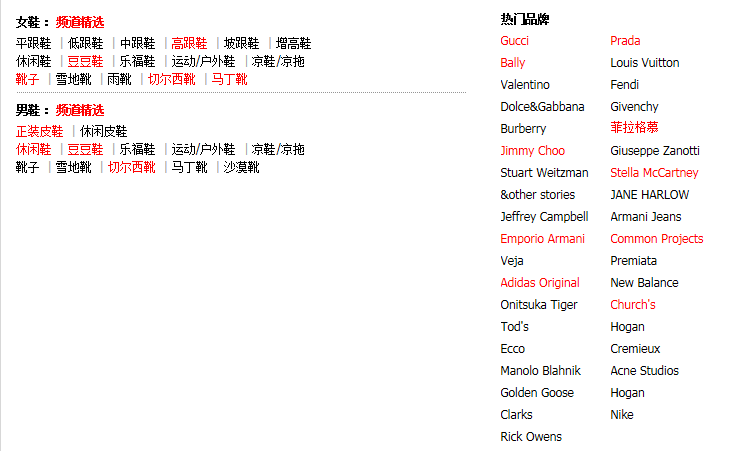 女鞋： 频道精选
平跟鞋 | 低跟鞋 | 中跟鞋 | 高跟鞋 | 坡跟鞋 | 增高鞋
休闲鞋 | 豆豆鞋 | 乐福鞋 | 运动/户外鞋 | 凉鞋/凉拖
靴子 | 雪地靴 | 雨靴 | 切尔西靴 | 马丁靴
男鞋： 频道精选
正装皮鞋 | 休闲皮鞋
休闲鞋 | 豆豆鞋 | 乐福鞋 | 运动/户外鞋 | 凉鞋/凉拖
靴子 | 雪地靴 | 切尔西靴 | 马丁靴 | 沙漠靴
热门品牌
Gucci Prada
Bally Louis Vuitton
Valentino Fendi
Dolce&Gabbana Givenchy
Burberry 菲拉格慕
Jimmy Choo Giuseppe Zanotti
Stuart Weitzman Stella McCartney
&other stories JANE HARLOW
Jeffrey Campbell Armani Jeans
Emporio Armani Common Projects
Veja Premiata
Adidas Original New Balance
Onitsuka Tiger Church's
Tod's Hogan
Ecco Cremieux
Manolo Blahnik Acne Studios
Golden Goose Hogan
Clarks Nike
Rick Owens